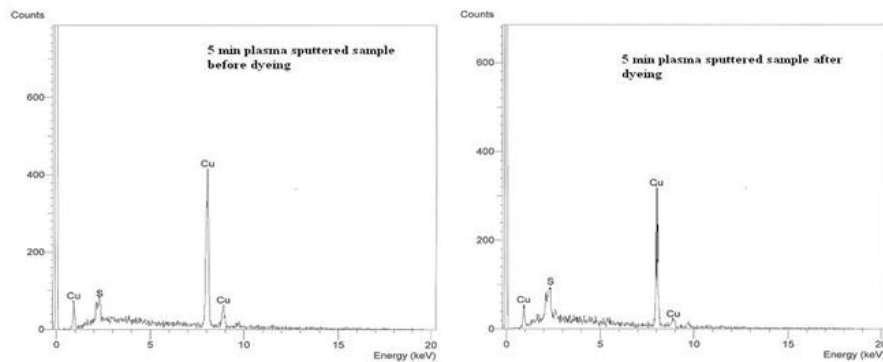 Counts
5 min plasma sputtered sample
before dyeing
600
400
200
0
Cu
S
Cu
Cu
0
5
10
15
20
Energy (keV)
Counts
5 min plasma sputtered sample after
dyeing
600
400
200
0
Cu
S
Cu
Cu
0
5
10
15
20
Energy (keV)